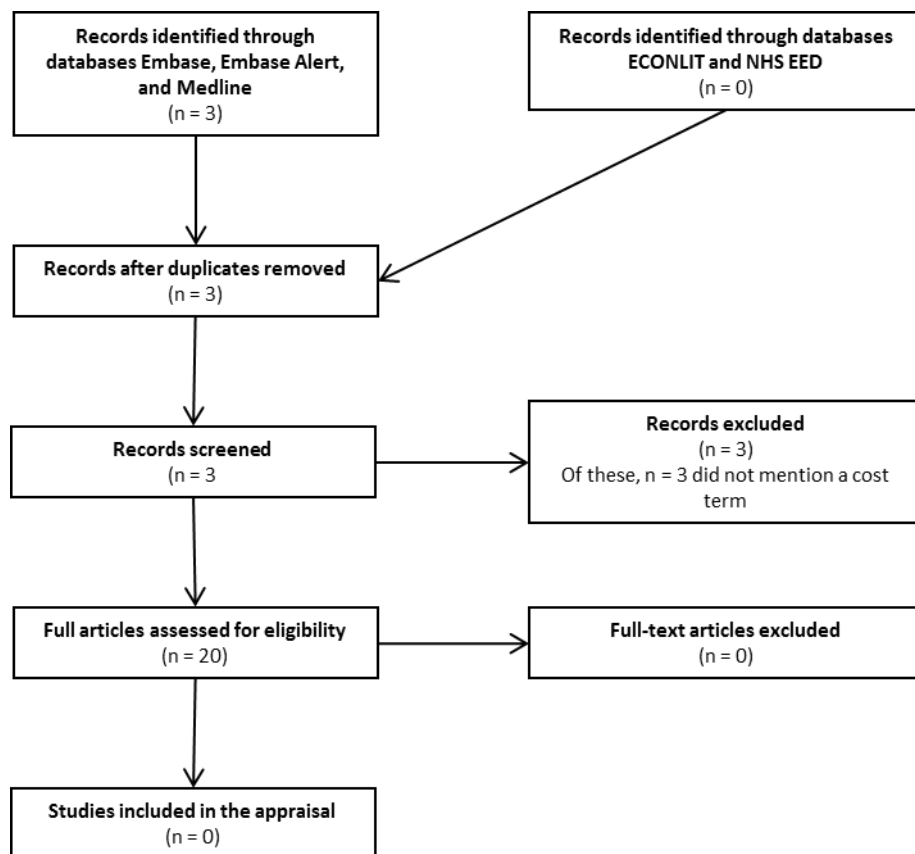 Records identified through
databases Embase, Embase Alert,
and Medline
(n = 3)
Records identified through databases
ECONLIT and NHS EED
(n = 0)
Records after duplicates removed
(n = 3)
Records screened
(n = 3
Records excluded
(n = 3)
Of these, n = 3 did not mention a cost
term
Full articles assessed for eligibility
(n = 20)
Full-text articles excluded
(n = 0)
Studies included in the appraisal
(n = 0)